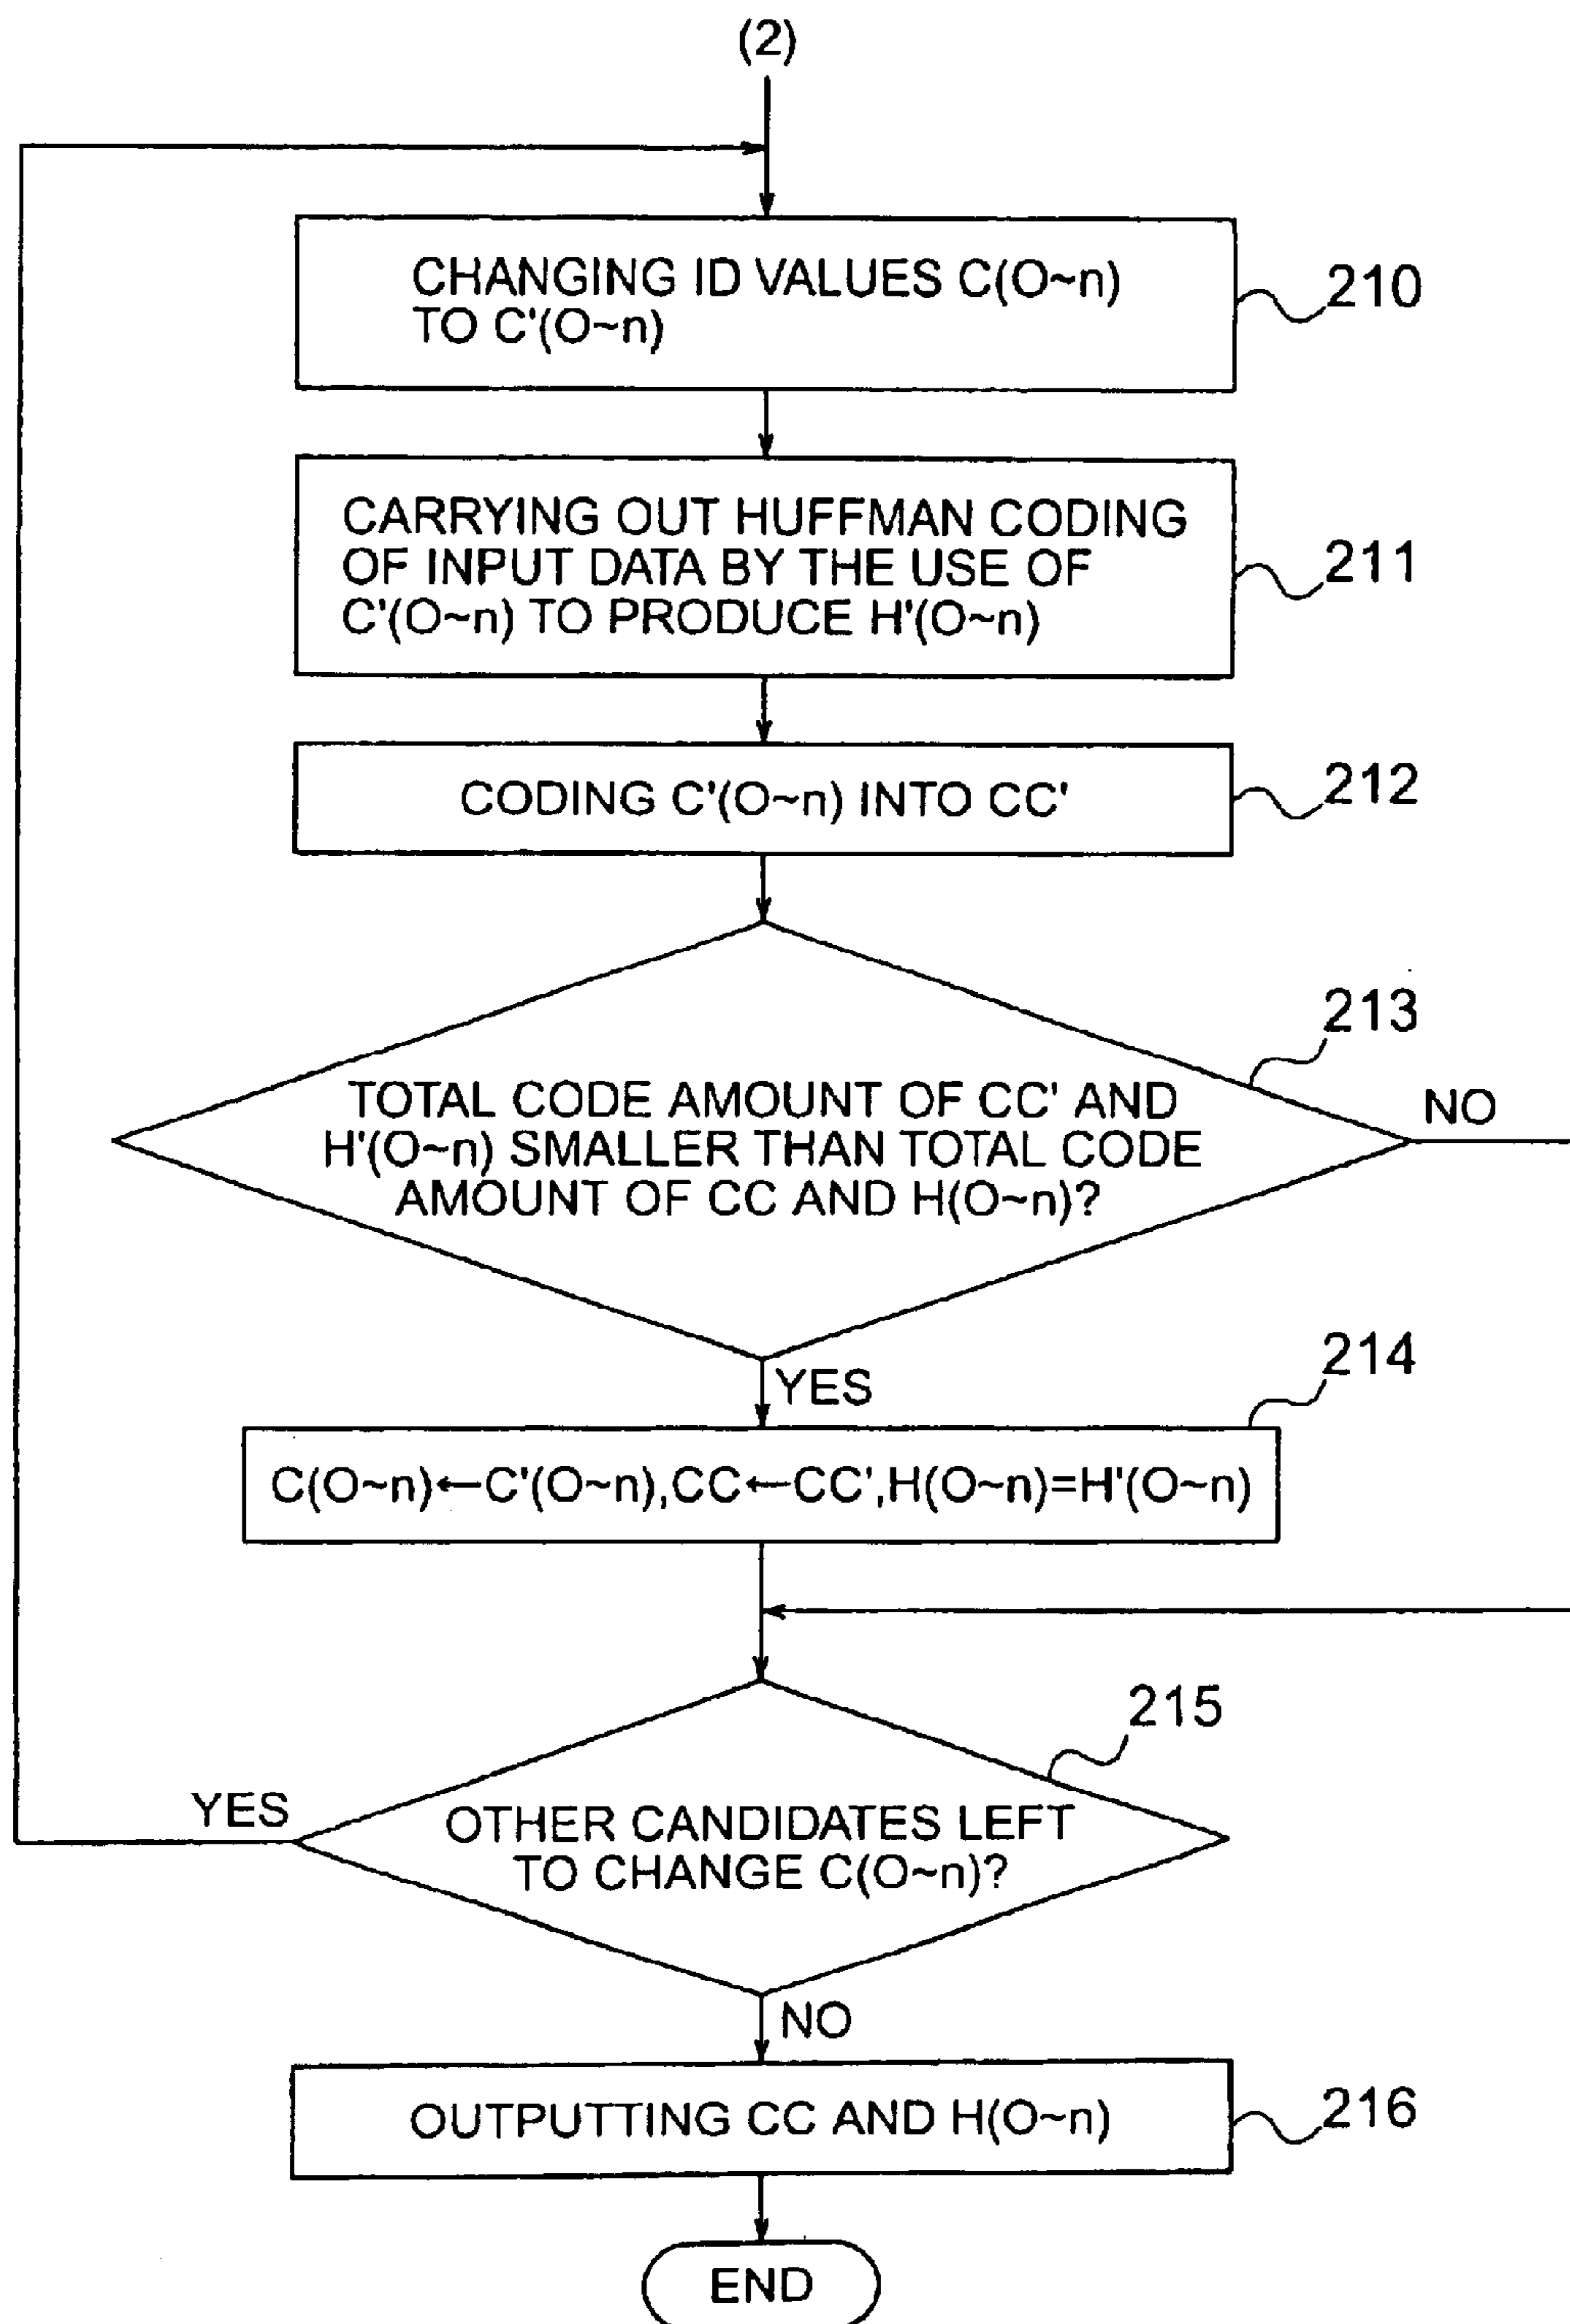 (2)
CHANGING ID VALUES C(O~n)
TO C'(O~n)
210
CARRYING OUT HUFFMAN CODING
OF INPUT DATA BY THE USE OF
C'(O~n) TO PRODUCE H'(O~n)
211
CODING C'(O~n) INTO CC'
212
213
TOTAL CODE AMOUNT OF CC' AND
H'(O~n) SMALLER THAN TOTAL CODE
AMOUNT OF CC AND H(O~n)?
NO
YES
214
C(O~n)←C'(O~n),CC←CC',H(O~n)=H'(O~n)
215
YES
OTHER CANDIDATES LEFT
TO CHANGE C(O~n)?
NO
OUTPUTTING CC AND H(O~n)
216
END